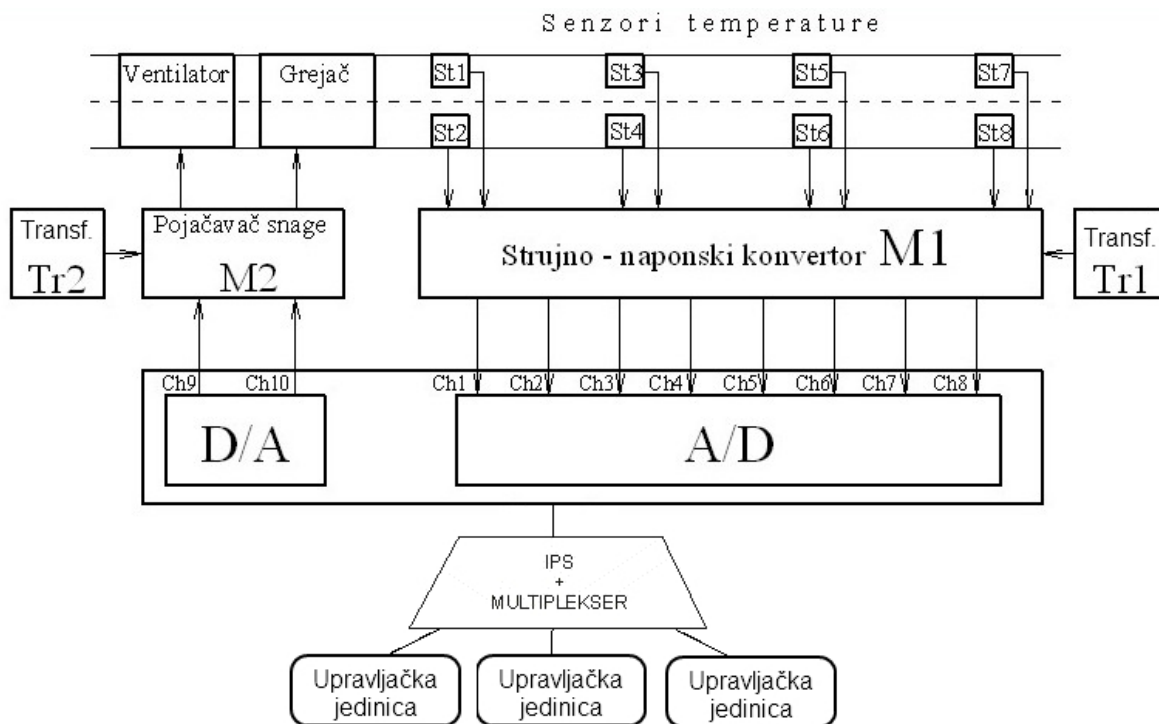 Senzori temperature
Ventilator
Grejač
St1
St3
St5
St7
St2
St4
St6
St8
Transf.
Tr2
Pojačavač snage
M2
Strujno - naponski konvertor M1
Transf.
Tr1
Ch9
Ch10
Ch1
Ch2
Ch3
Ch4
Ch5
Ch6
Ch7
Ch8
D/A
A/D
IPS
+
MULTIPLEKSER
Upravljačka
jedinica
Upravljačka
jedinica
Upravljačka
jedinica